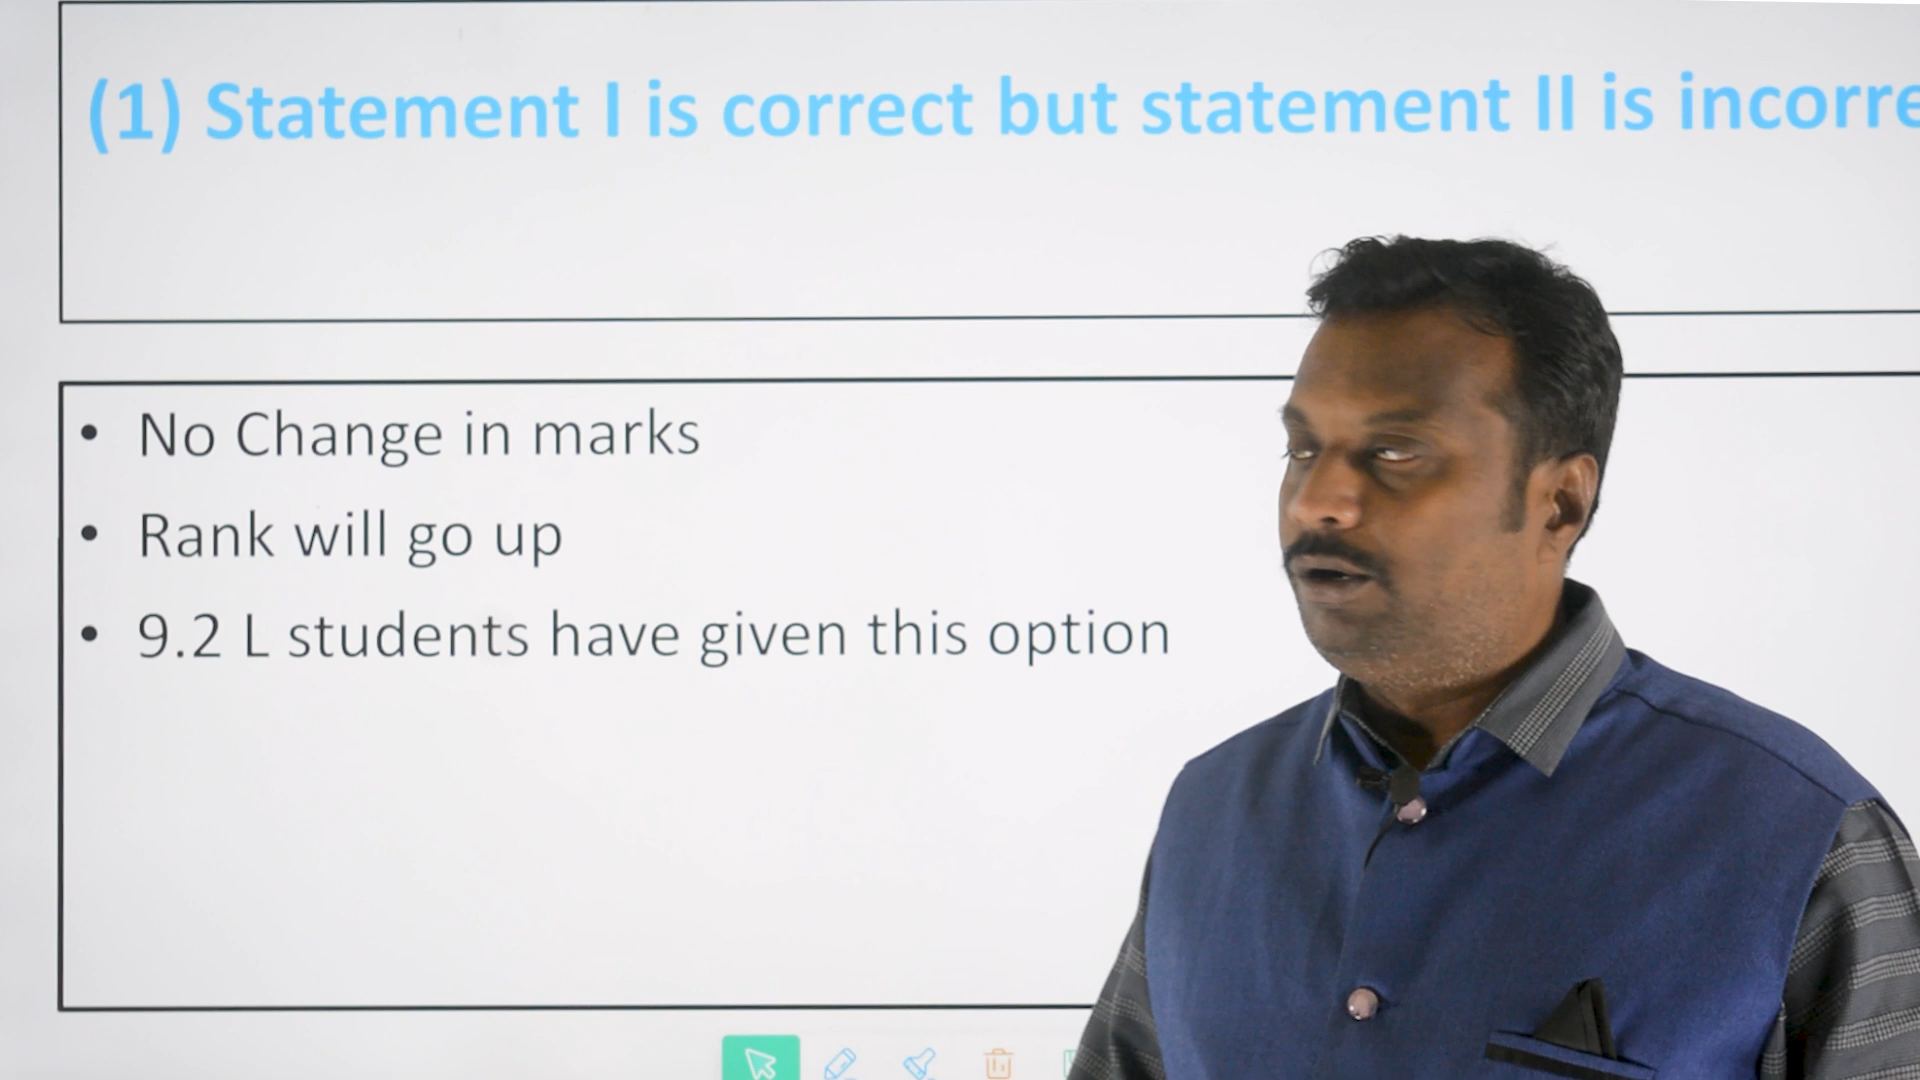 (1) Statement I is correct but statement II is incorre
• No Change in marks
• Rank will go up
• 9.2 L students have given this option